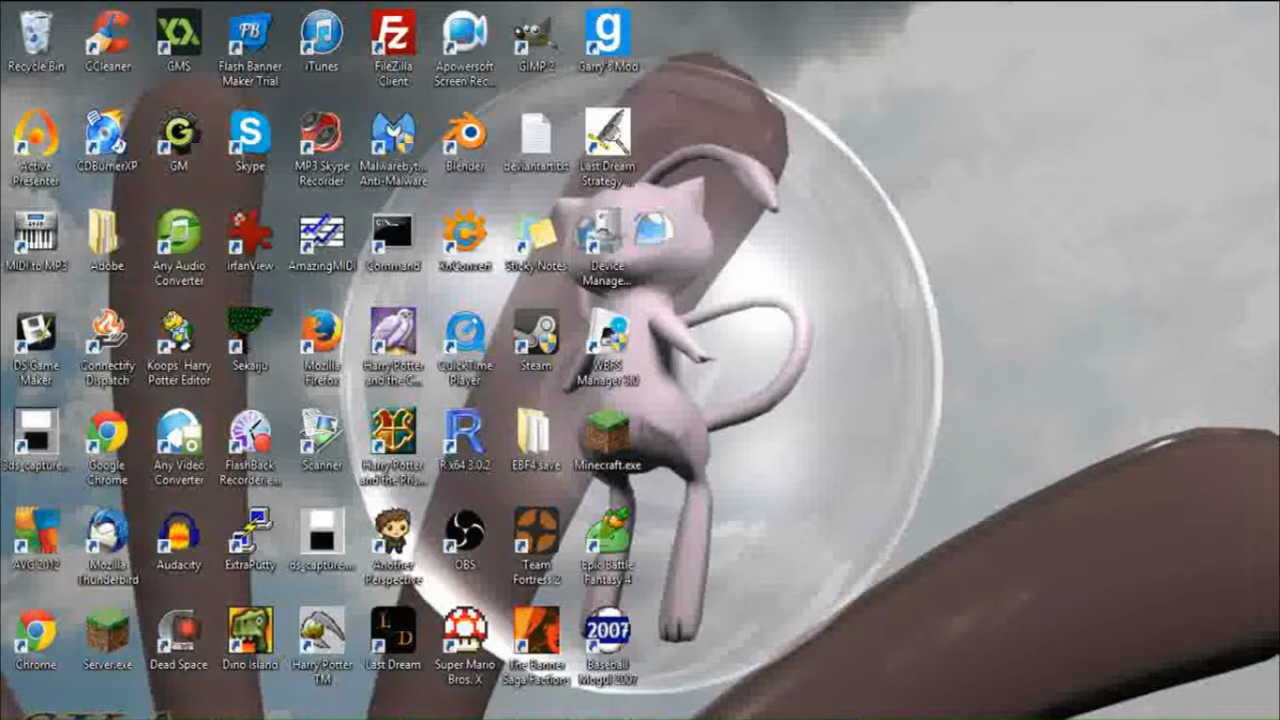 Recycle Bin
CCleaner
GMS
Flash Banner
Maker Trial
iTunes
FileZilla
Client
Apowersoft
Screen Rec...
GIMP 2
Garry's Mod
Active
Presenter
CDBurnerXP
GM
Skype
MP3 Skype
Recorder
Malwareby...
Anti-Malware
Blender
deviantart.txt
Last Dream
Strategy...
MIDI to MP3
Adobe
Any Audio
Converter
IrfanView
AmazingMIDI
Command
XnConvert
Sticky Notes
Device
Manage...
DS Game
Maker
Connectify
Dispatch
Koops' Harry
Potter Editor
Sekaiju
Mozilla
Firefox
Harry Potter
and the C...
QuickTime
Player
Steam
WBFS
Manager 3.0
3ds_capture...
Google
Chrome
Any Video
Converter
FlashBack
Recorder e...
Scanner
Harry Potter
and the Pris...
R x64 3.0.2
EBF4 save
Minecraft.exe
AVG 2012
Mozilla
Thunderbird
Audacity
ExtraPutty
ds_capture...
Another
Perspective
OBS
Team
Fortress 2
Epic Battle
Fantasy 4
2007
Chrome
Server.exe
Dead Space
Dino Island
Harry Potter
TM
Last Dream
Super Mario
Bros. X
The Banner
Saga Factions
Baseball
Mogul 2007